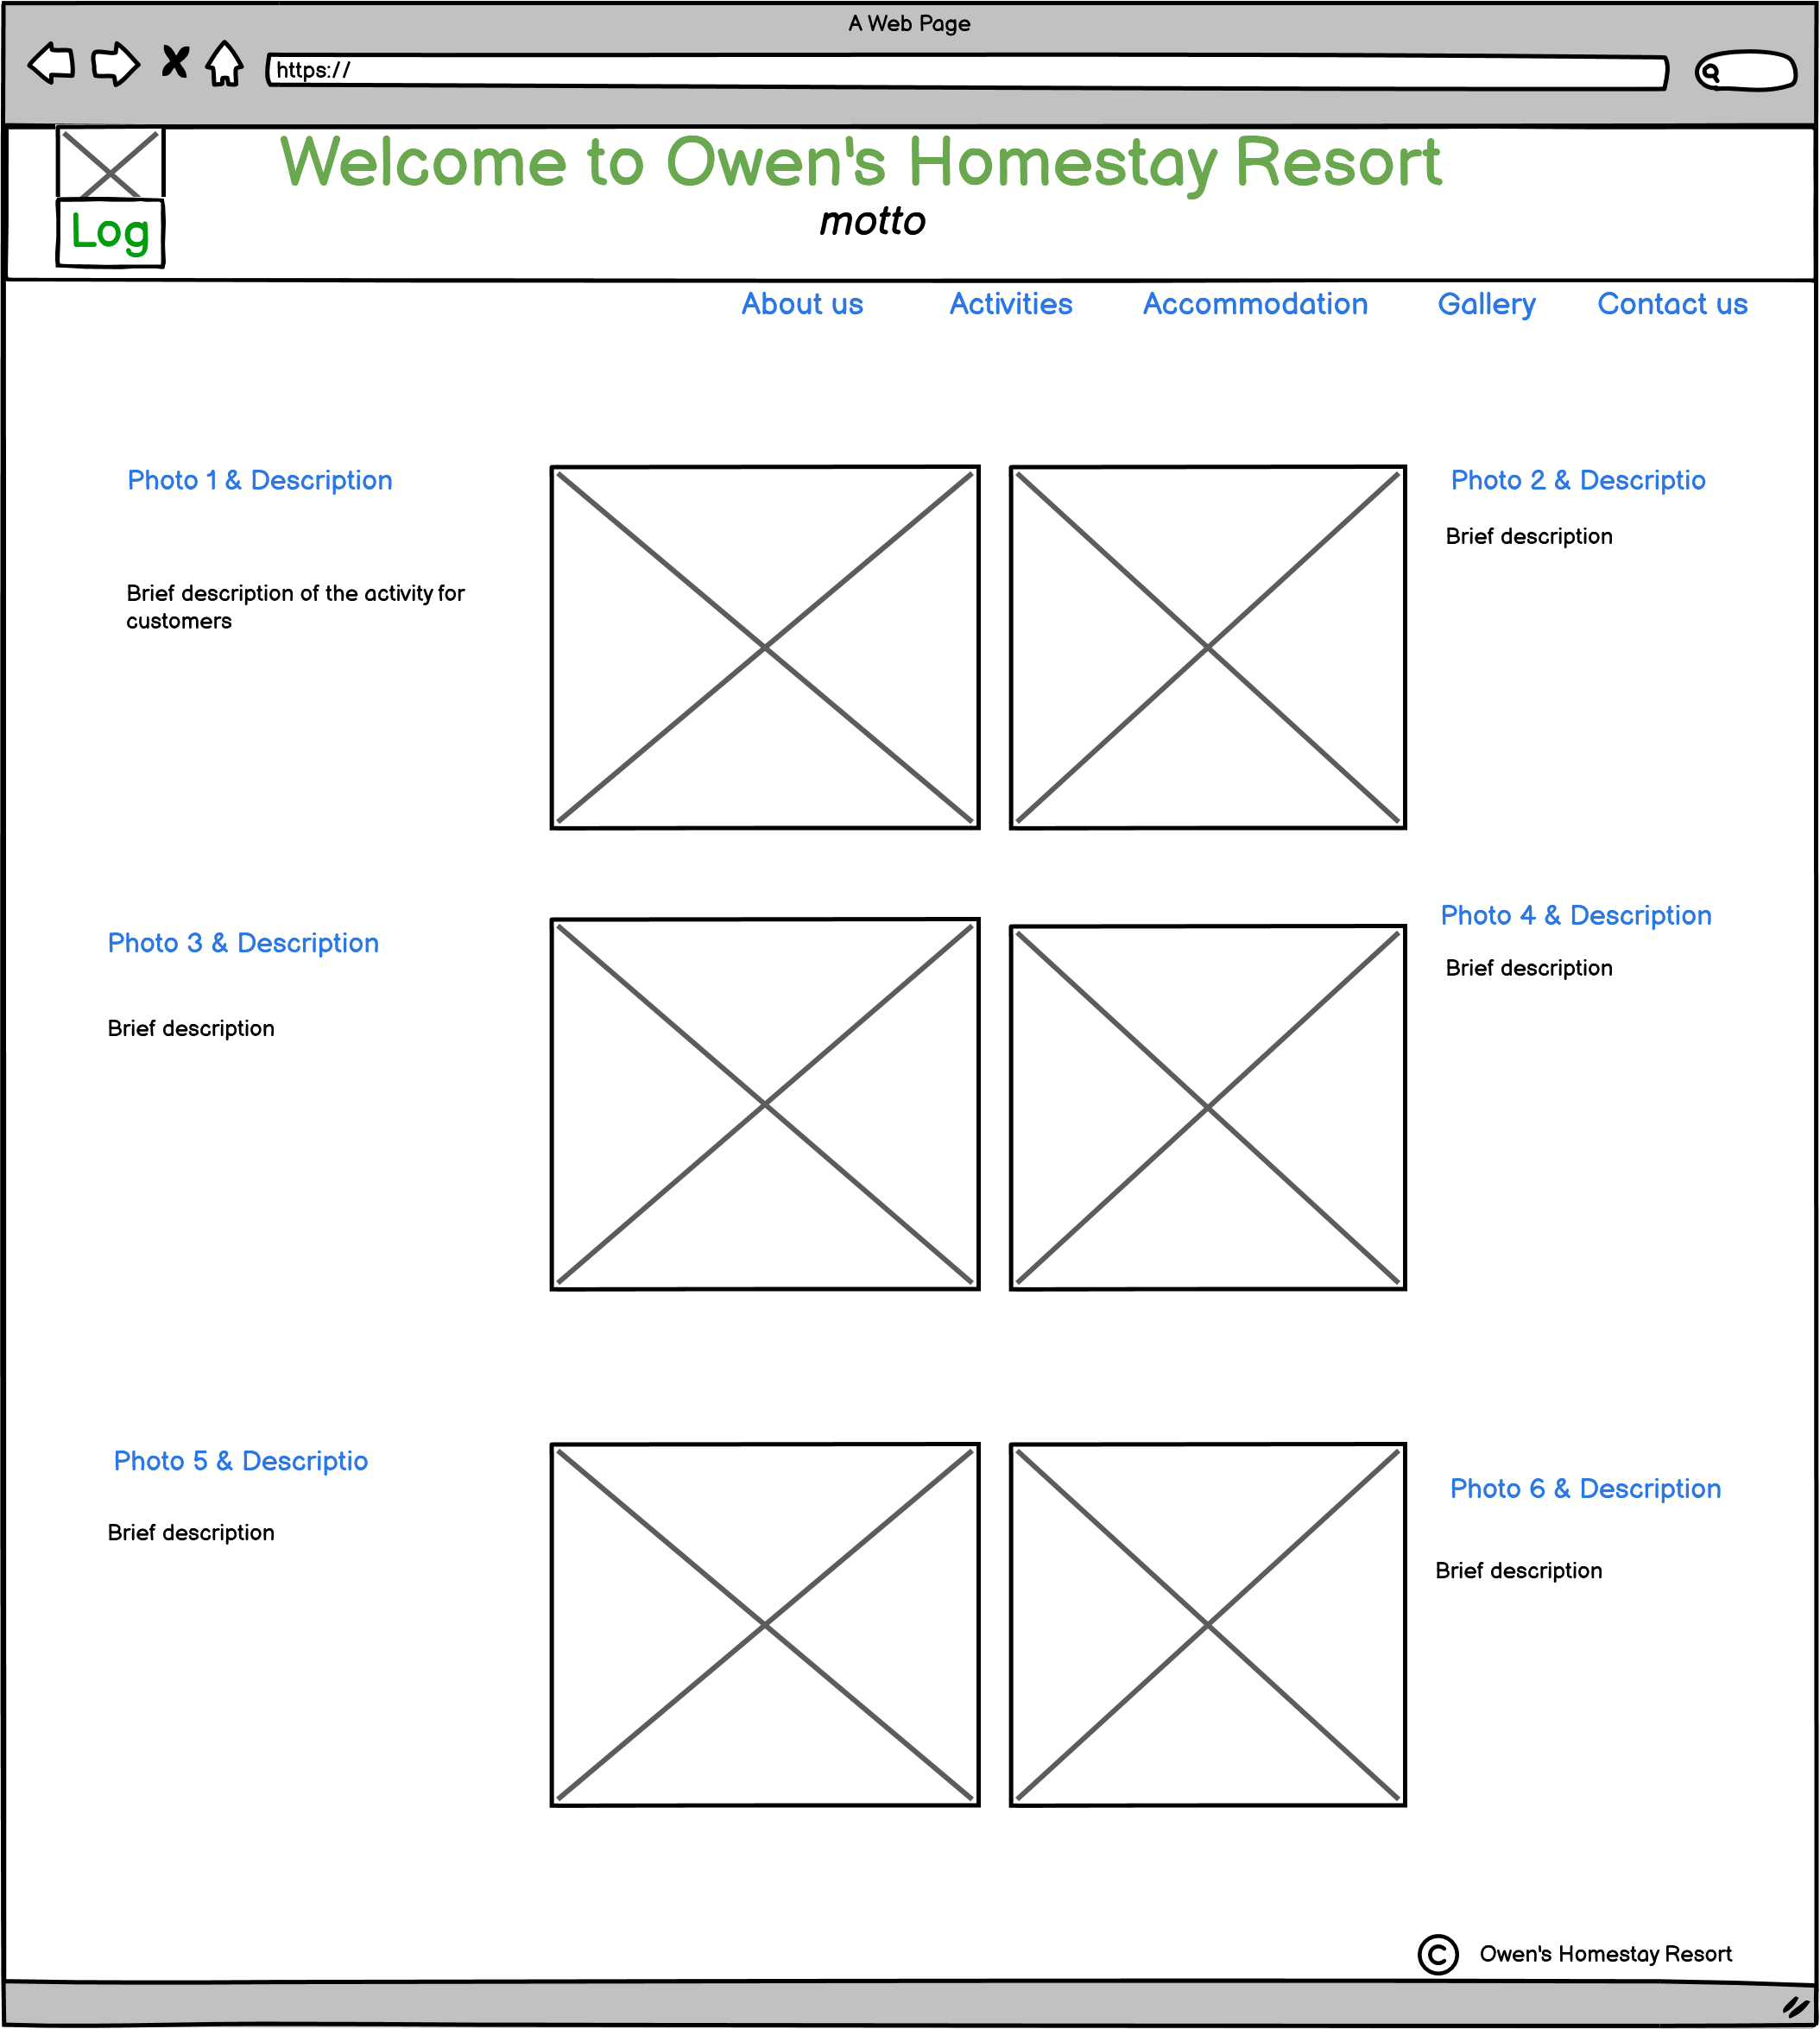 A Web Page
https://
Welcome to Owen's Homestay Resort
motto
Log
About us Activities Accommodation Gallery Contact us
Photo 1 & Description
Brief description of the activity for
customers
Photo 2 & Descriptio
Brief description
Photo 3 & Description
Brief description
Photo 4 & Description
Brief description
Photo 5 & Descriptio
Brief description
Photo 6 & Description
Brief description
© Owen's Homestay Resort